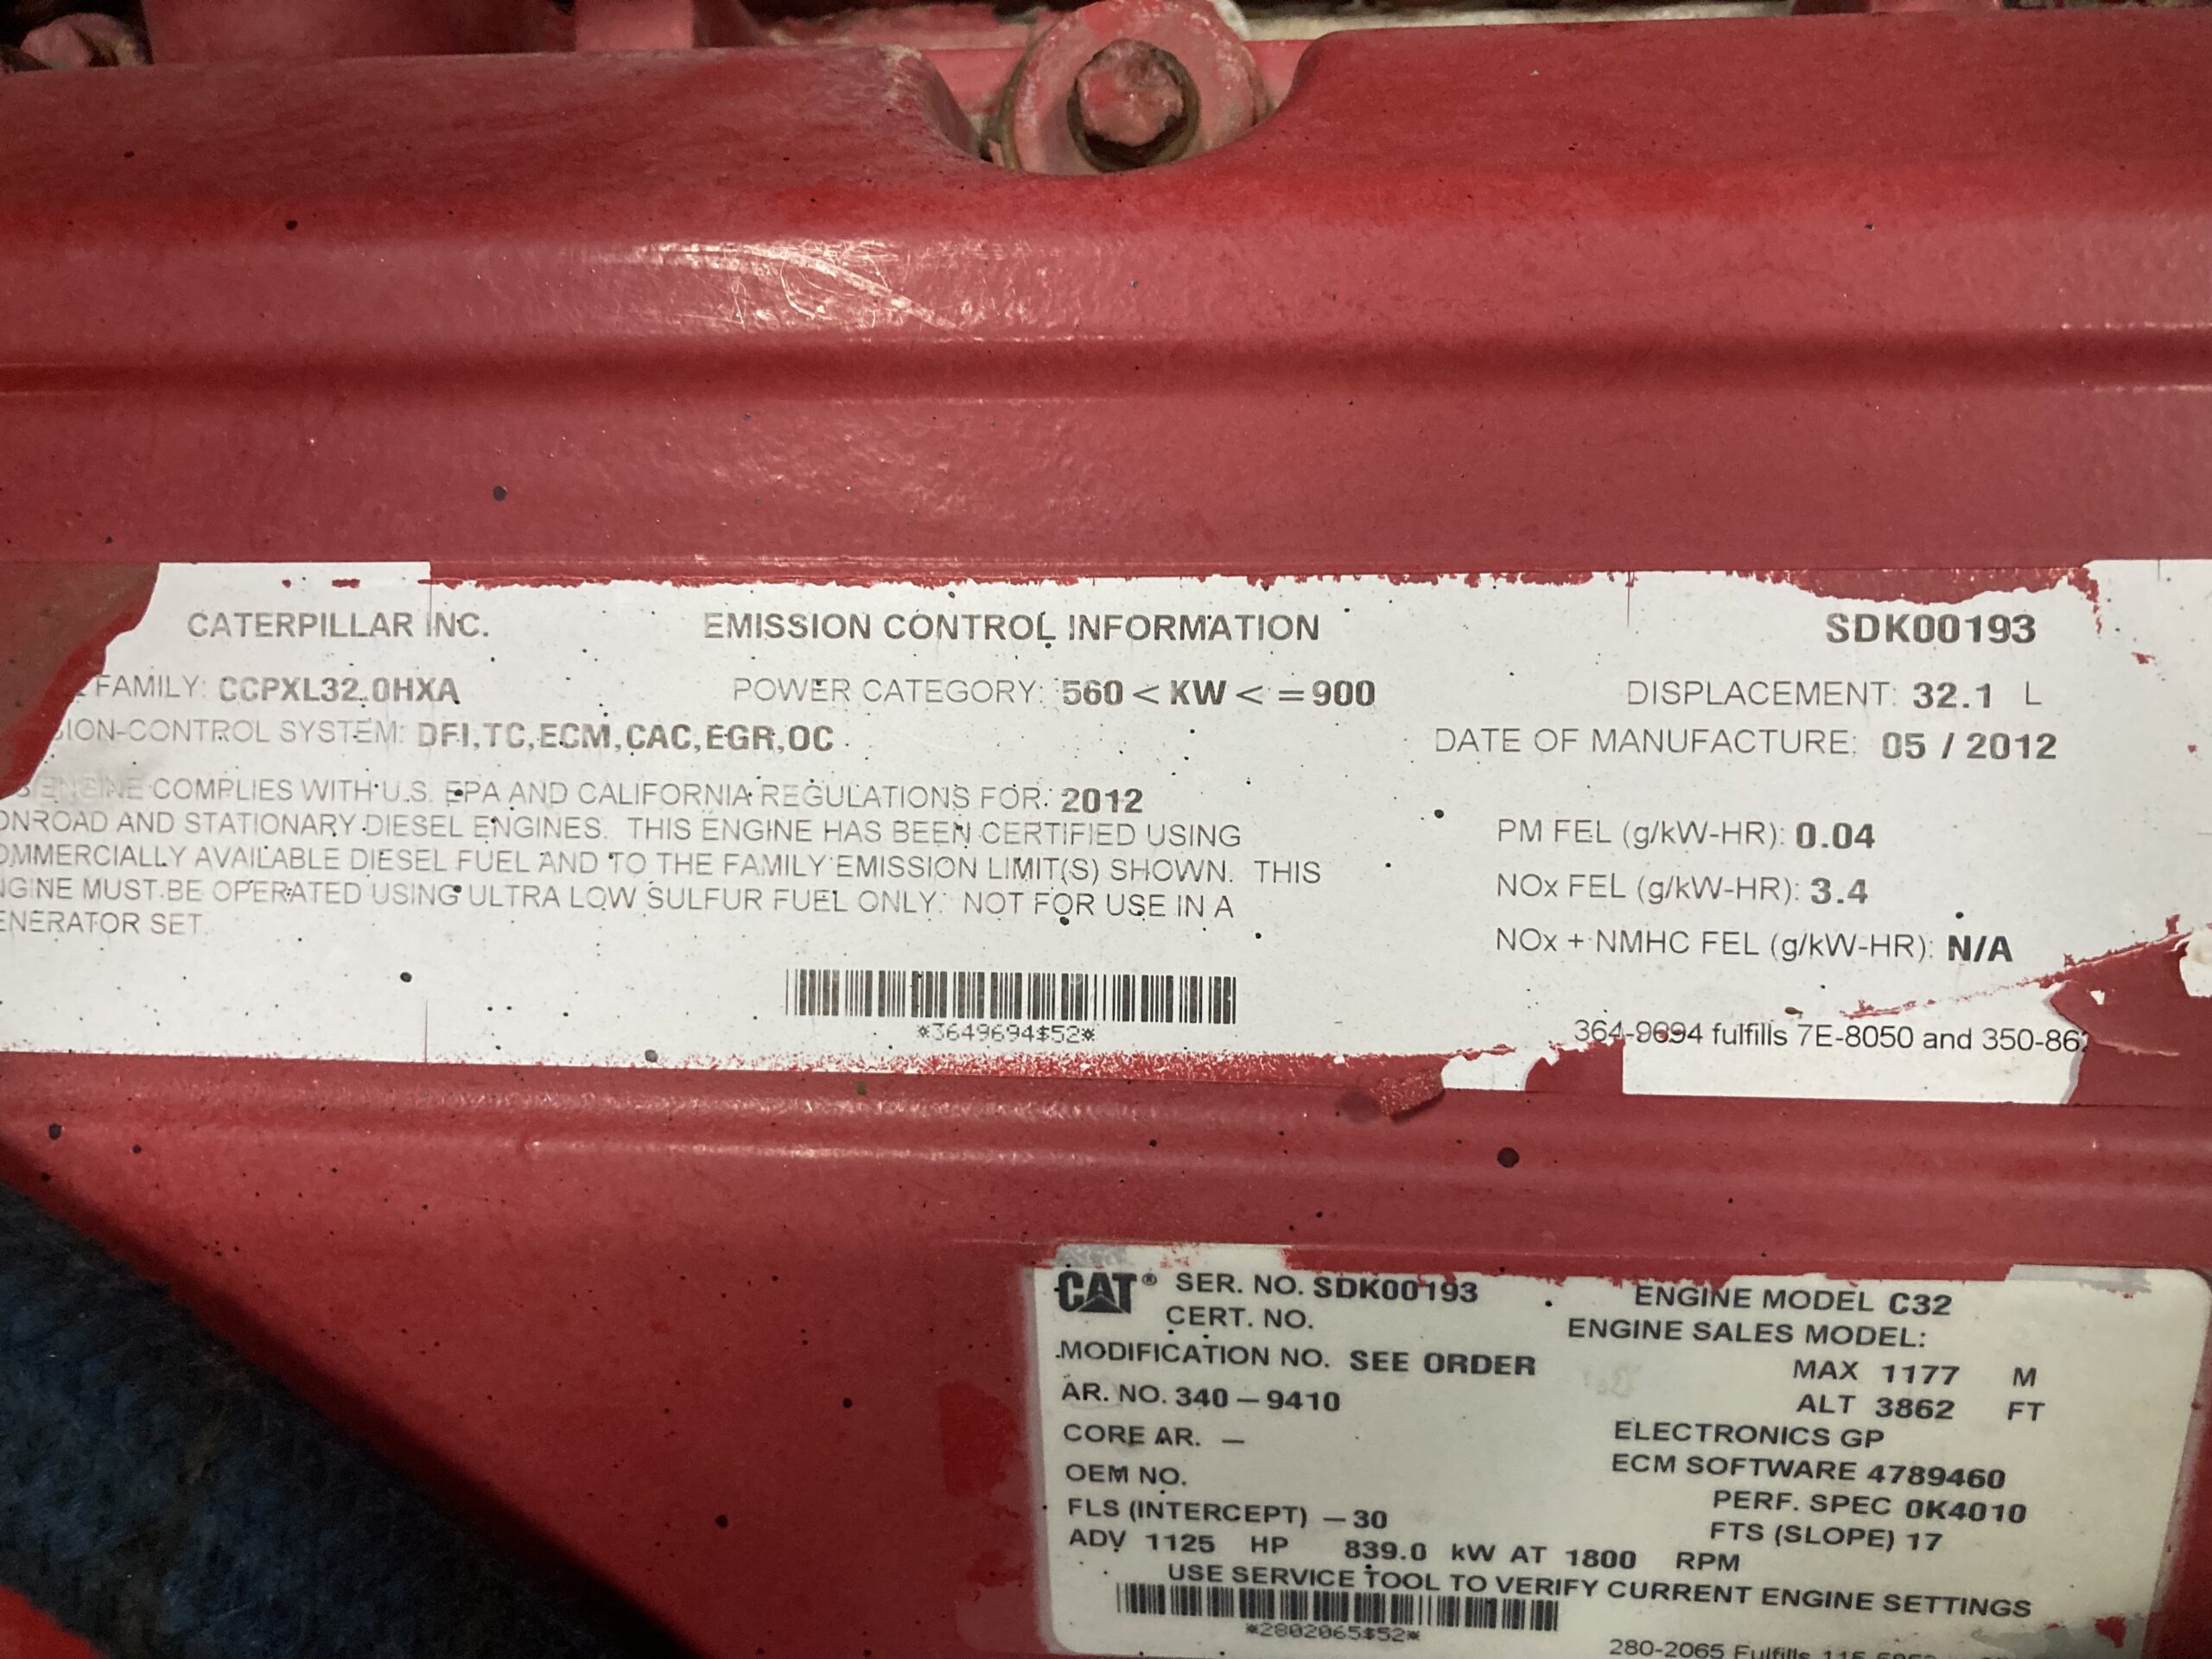 CATERPILLAR INC. EMISSION CONTROL INFORMATION SDK00193
FAMILY: CCPXL32.0HXA POWER CATEGORY: 560 < KW < = 900 DISPLACEMENT: 32.1 L
SION-CONTROL SYSTEM: DFI,TC,ECM,CAC,EGR,OC DATE OF MANUFACTURE: 05 / 2012
S ENGINE COMPLIES WITH U.S. EPA AND CALIFORNIA REGULATIONS FOR: 2012
ONROAD AND STATIONARY DIESEL ENGINES. THIS ENGINE HAS BEEN CERTIFIED USING
OMMERCIALLY AVAILABLE DIESEL FUEL AND TO THE FAMILY EMISSION LIMIT(S) SHOWN. THIS
NGINE MUST BE OPERATED USING ULTRA LOW SULFUR FUEL ONLY. NOT FOR USE IN A
ENERATOR SET.
PM FEL (g/kW-HR): 0.04
NOx FEL (g/kW-HR): 3.4
NOx + NMHC FEL (g/kW-HR): N/A
*3649694$52*
364-9694 fulfills 7E-8050 and 350-86
CAT® SER. NO. SDK00193 ENGINE MODEL C32
CERT. NO. ENGINE SALES MODEL:
MODIFICATION NO. SEE ORDER MAX 1177 M
AR. NO. 340-9410 ALT 3862 FT
CORE AR. – ELECTRONICS GP
OEM NO. ECM SOFTWARE 4789460
FLS (INTERCEPT) –30 PERF. SPEC 0K4010
FTS (SLOPE) 17
ADV 1125 HP 839.0 kW AT 1800 RPM
USE SERVICE TOOL TO VERIFY CURRENT ENGINE SETTINGS
*2802065$52*
280-2065 Fulfills